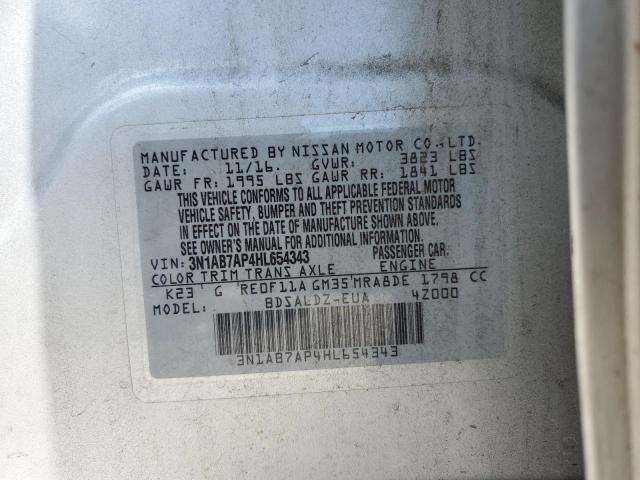 MANUFACTURED BY NISSAN MOTOR CO.,LTD.
DATE: 11/16. GVWR: 3823 LBS
GAWR FR: 1995 LBS GAWR RR: 1841 LBS
THIS VEHICLE CONFORMS TO ALL APPLICABLE FEDERAL MOTOR
VEHICLE SAFETY, BUMPER AND THEFT PREVENTION STANDARDS
IN EFFECT ON THE DATE OF MANUFACTURE SHOWN ABOVE.
SEE OWNER'S MANUAL FOR ADDITIONAL INFORMATION.
VIN: 3N1AB7AP4HL654343 PASSENGER CAR.
COLOR TRIM TRANS AXLE ENGINE
K23 G RE0F11A GM35 MRA8DE 1798 CC
MODEL: BDSALDZ-EUA 4Z000
3N1AB7AP4HL654343